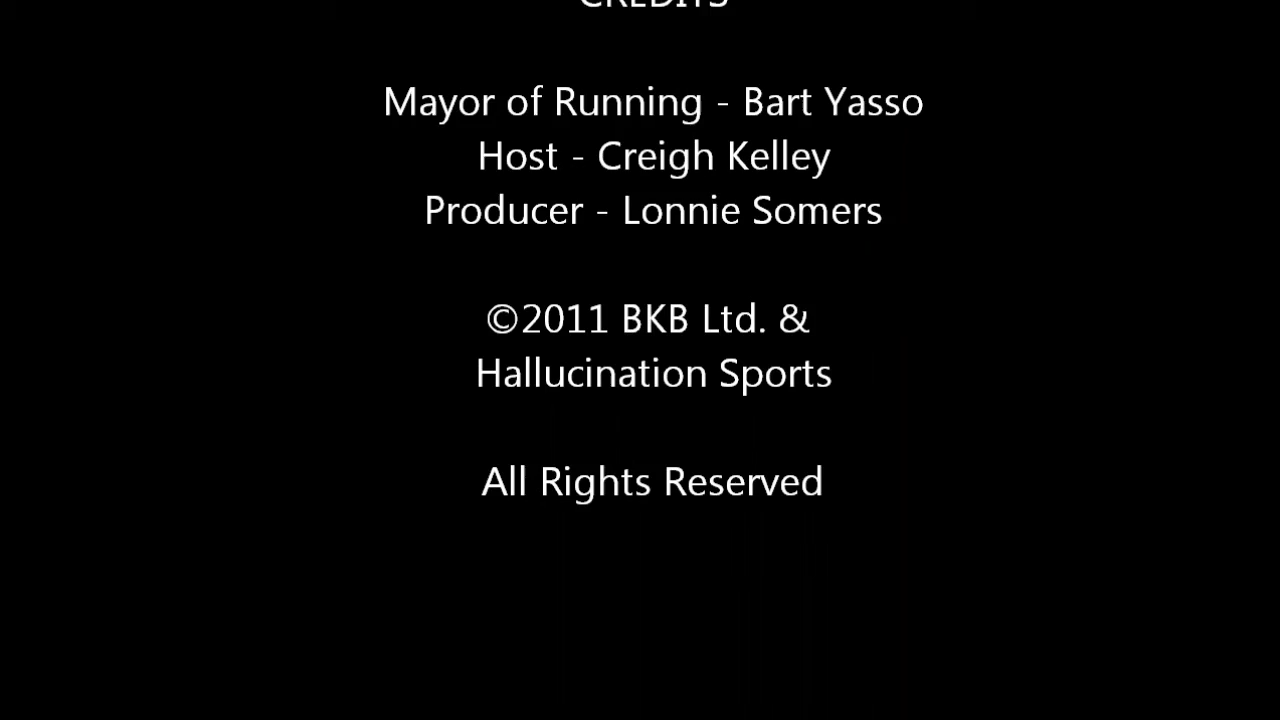 CREDITS
Mayor of Running - Bart Yasso
Host - Creigh Kelley
Producer - Lonnie Somers
©2011 BKB Ltd. &
Hallucination Sports
All Rights Reserved